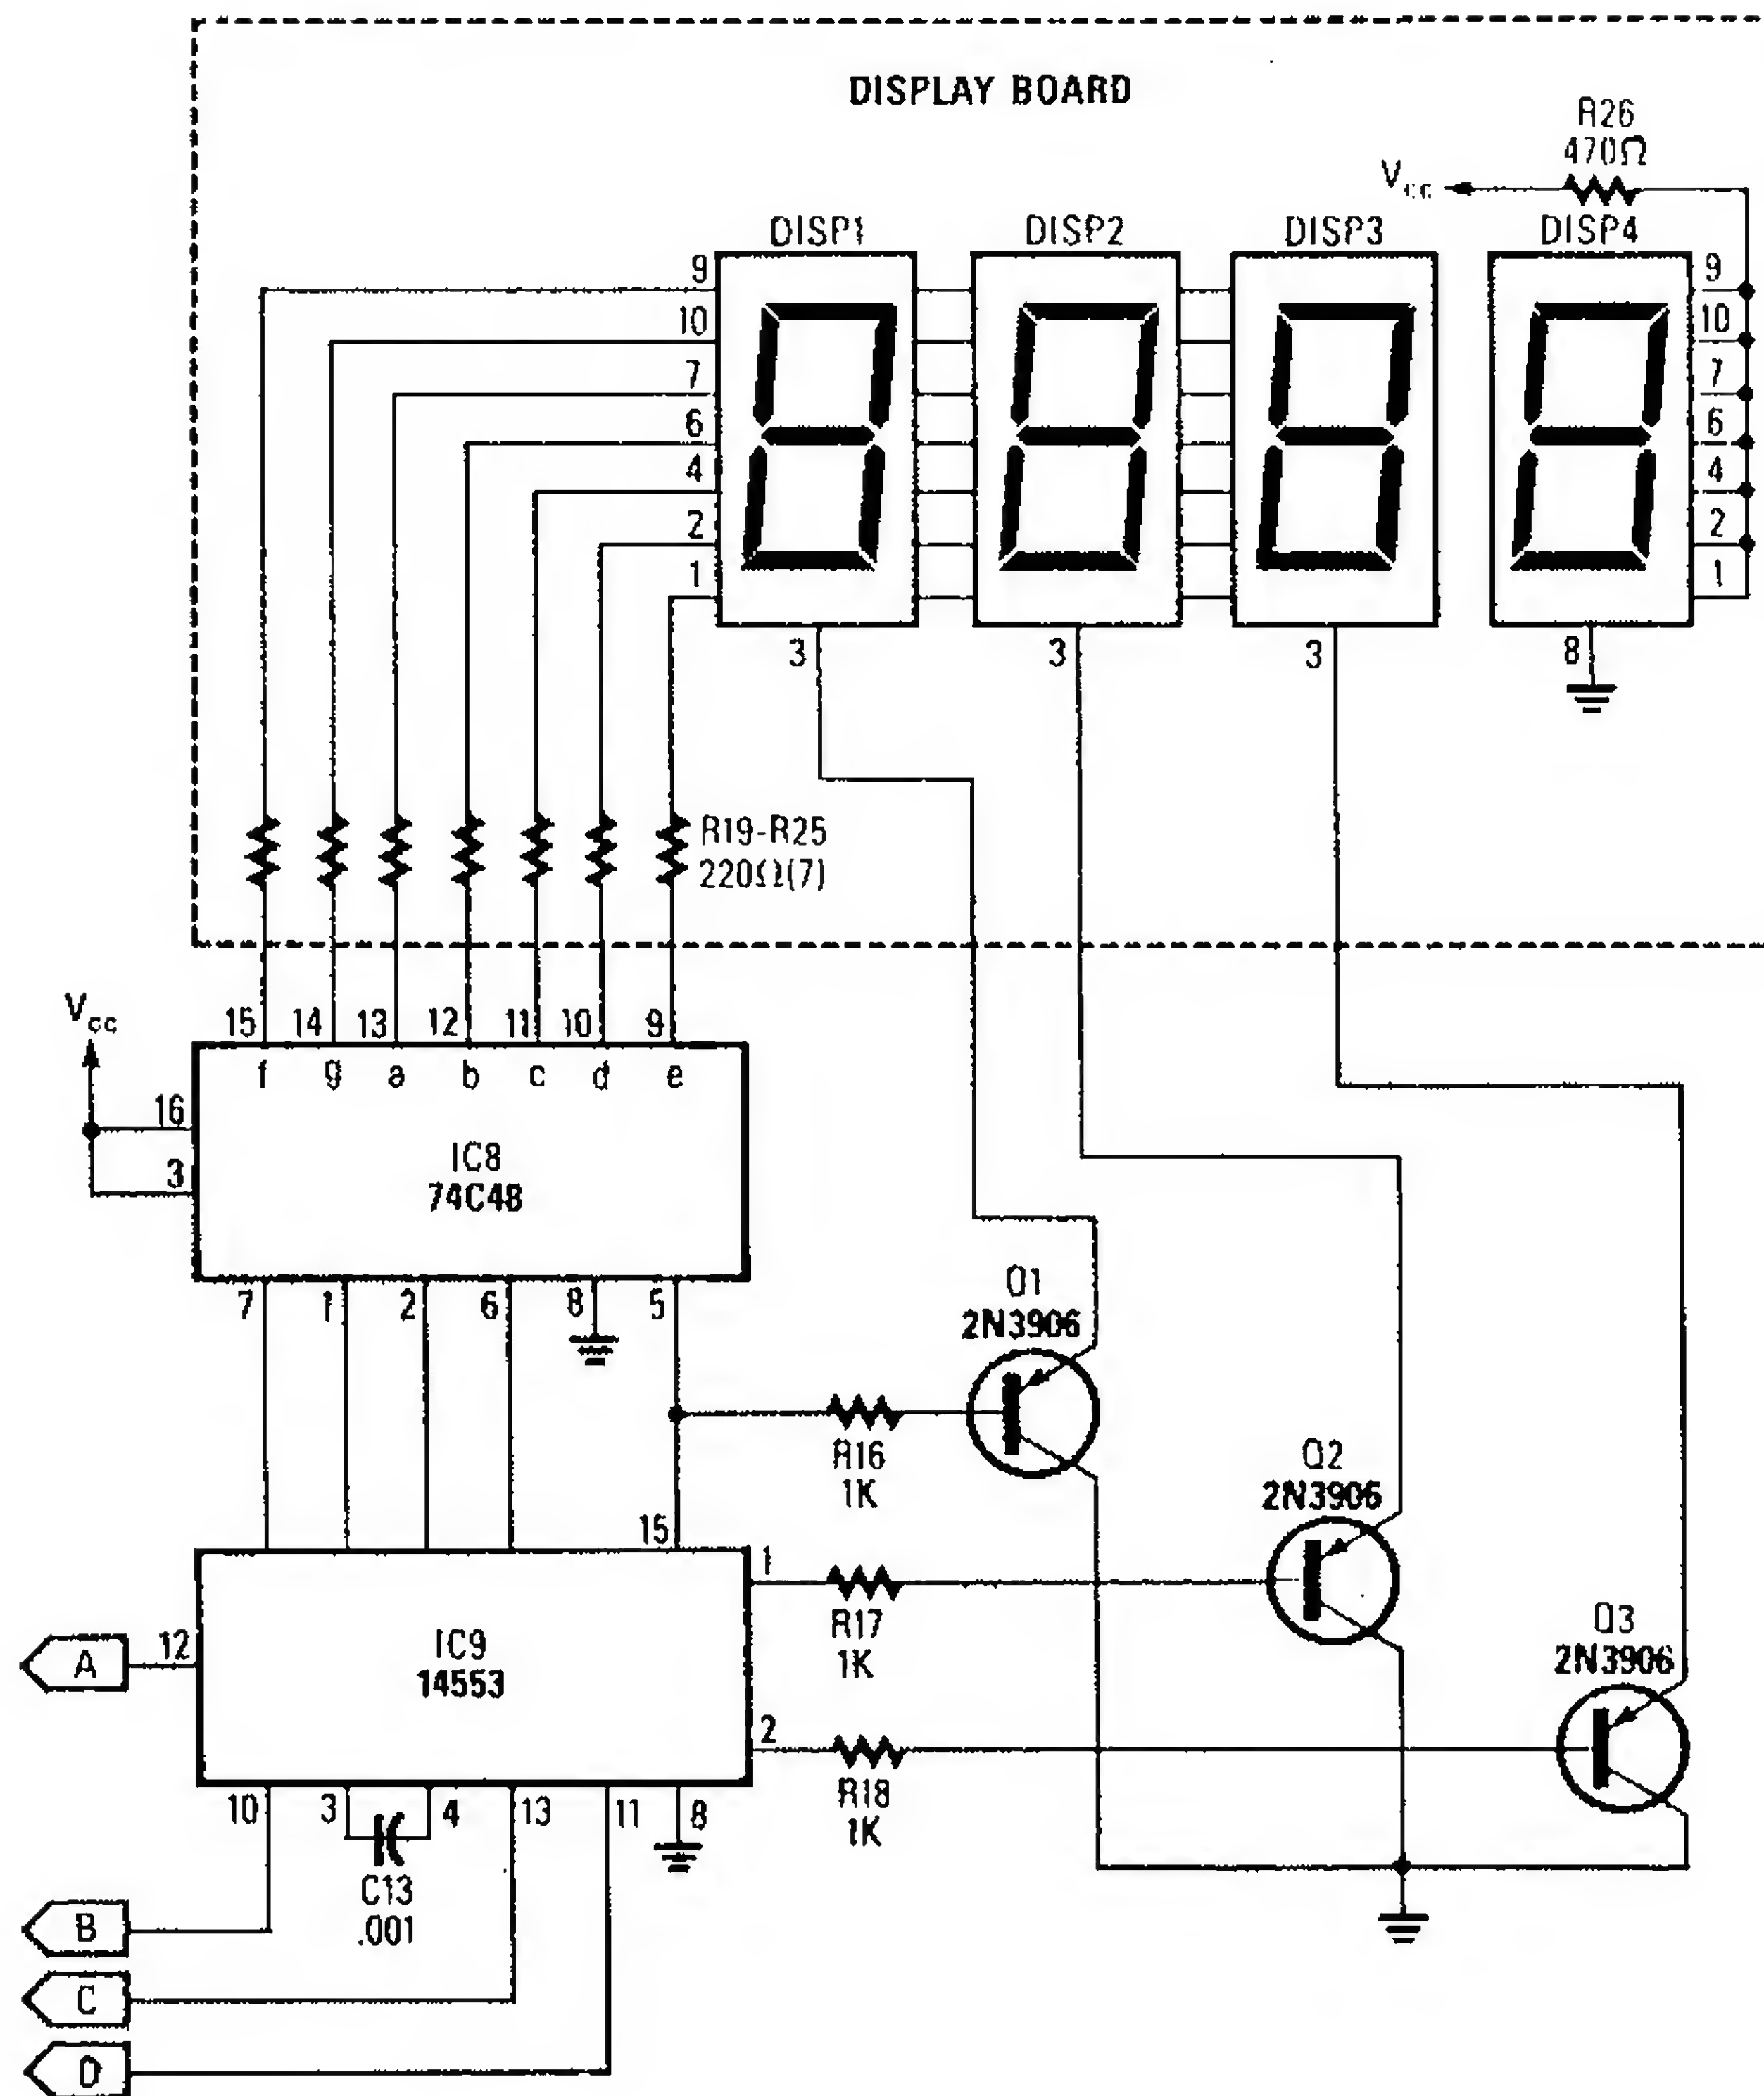 DISPLAY BOARD
R26
470Ω
Vcc
DISP1 DISP2 DISP3 DISP4
9 9
10 10
7 7
6 6
4 4
2 2
1 1
3 3 3 8
R19-R25
220Ω(7)
Vcc
15 14 13 12 11 10 9
f g a b c d e
16
3
IC8
74C48
7 1 2 6 8 5
Q1
2N3906
R16
1K
Q2
2N3906
15
1
R17
1K
Q3
2N3906
A
12
IC9
14553
2
R18
1K
10 3 4 13 11 8
C13
.001
B
C
D